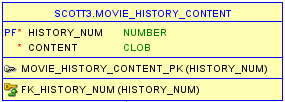 SCOTT3.MOVIE_HISTORY_CONTENT
PF* HISTORY_NUM NUMBER
* CONTENT CLOB
MOVIE_HISTORY_CONTENT_PK (HISTORY_NUM)
FK_HISTORY_NUM (HISTORY_NUM)